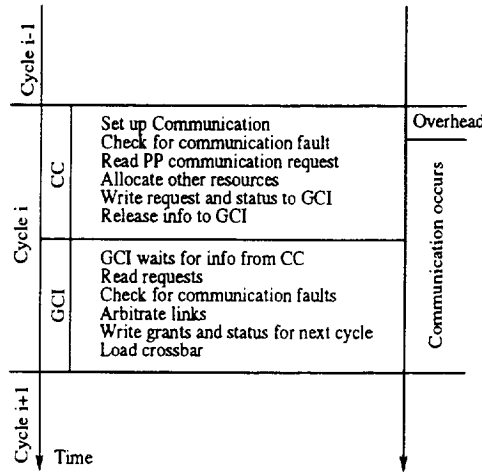 Cycle i-1
Cycle i
CC
Set up Communication
Check for communication fault
Read PP communication request
Allocate other resources
Write request and status to GCI
Release info to GCI
Overhead
Communication occurs
GCI
GCI waits for info from CC
Read requests
Check for communication faults
Arbitrate links
Write grants and status for next cycle
Load crossbar
Cycle i+1
Time